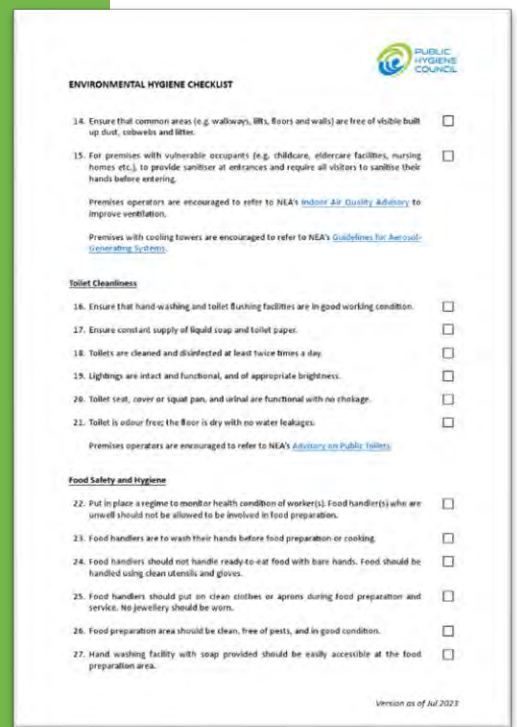 PUBLIC
HYGIENE
COUNCIL
ENVIRONMENTAL HYGIENE CHECKLIST
14. Ensure that common areas (e.g. walkways, lifts, floors and walls) are free of visible built
up dust, cobwebs and litter.
15. For premises with vulnerable occupants (e.g. childcare, eldercare facilities, nursing
homes etc.), to provide sanitiser at entrances and require all visitors to sanitise their
hands before entering.
Premises operators are encouraged to refer to NEA's Indoor Air Quality Advisory to
improve ventilation.
Premises with cooling towers are encouraged to refer to NEA's Guidelines for Aerosol-
Generating Systems.
Toilet Cleanliness
16. Ensure that hand washing and toilet flushing facilities are in good working condition.
17. Ensure constant supply of liquid soap and toilet paper.
18. Toilets are cleaned and disinfected at least twice times a day.
19. Lightings are intact and functional, and of appropriate brightness.
20. Toilet seat, cover or squat pan, and urinal are functional with no chokage.
21. Toilet is odour free; the floor is dry with no water leakages.
Premises operators are encouraged to refer to NEA's Advisory on Public Toilets.
Food Safety and Hygiene
22. Put in place a regime to monitor health condition of worker(s). Food handler(s) who are
unwell should not be allowed to be involved in food preparation.
23. Food handlers are to wash their hands before food preparation or cooking.
24. Food handlers should not handle ready-to-eat food with bare hands. Food should be
handled using clean utensils and gloves.
25. Food handlers should put on clean clothes or aprons during food preparation and
service. No jewellery should be worn.
26. Food preparation area should be clean, free of pests, and in good condition.
27. Hand washing facility with soap provided should be easily accessible at the food
preparation area.
Version as of Jul 2023